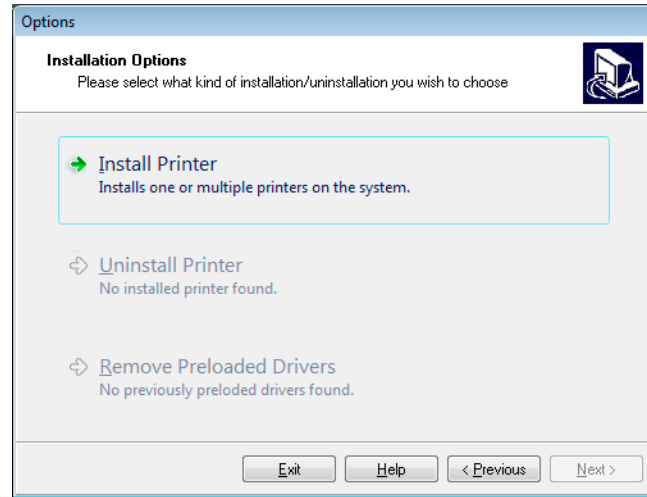 Options
Installation Options
Please select what kind of installation/uninstallation you wish to choose
Install Printer
Installs one or multiple printers on the system.
Uninstall Printer
No installed printer found.
Remove Preloaded Drivers
No previously preloded drivers found.
Exit Help < Previous Next >